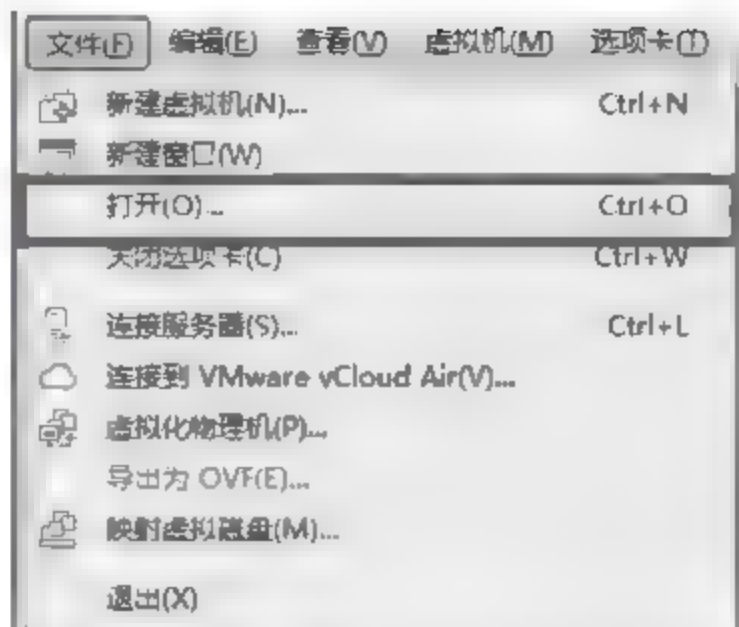 文件(F) 编辑(E) 查看(V) 虚拟机(M) 选项卡(T)
新建虚拟机(N)... Ctrl+N
新建窗口(W)
打开(O)... Ctrl+O
关闭选项卡(C) Ctrl+W
连接服务器(S)... Ctrl+L
连接到 VMware vCloud Air(V)...
虚拟化物理机(P)...
导出为 OVF(E)...
映射虚拟磁盘(M)...
退出(X)